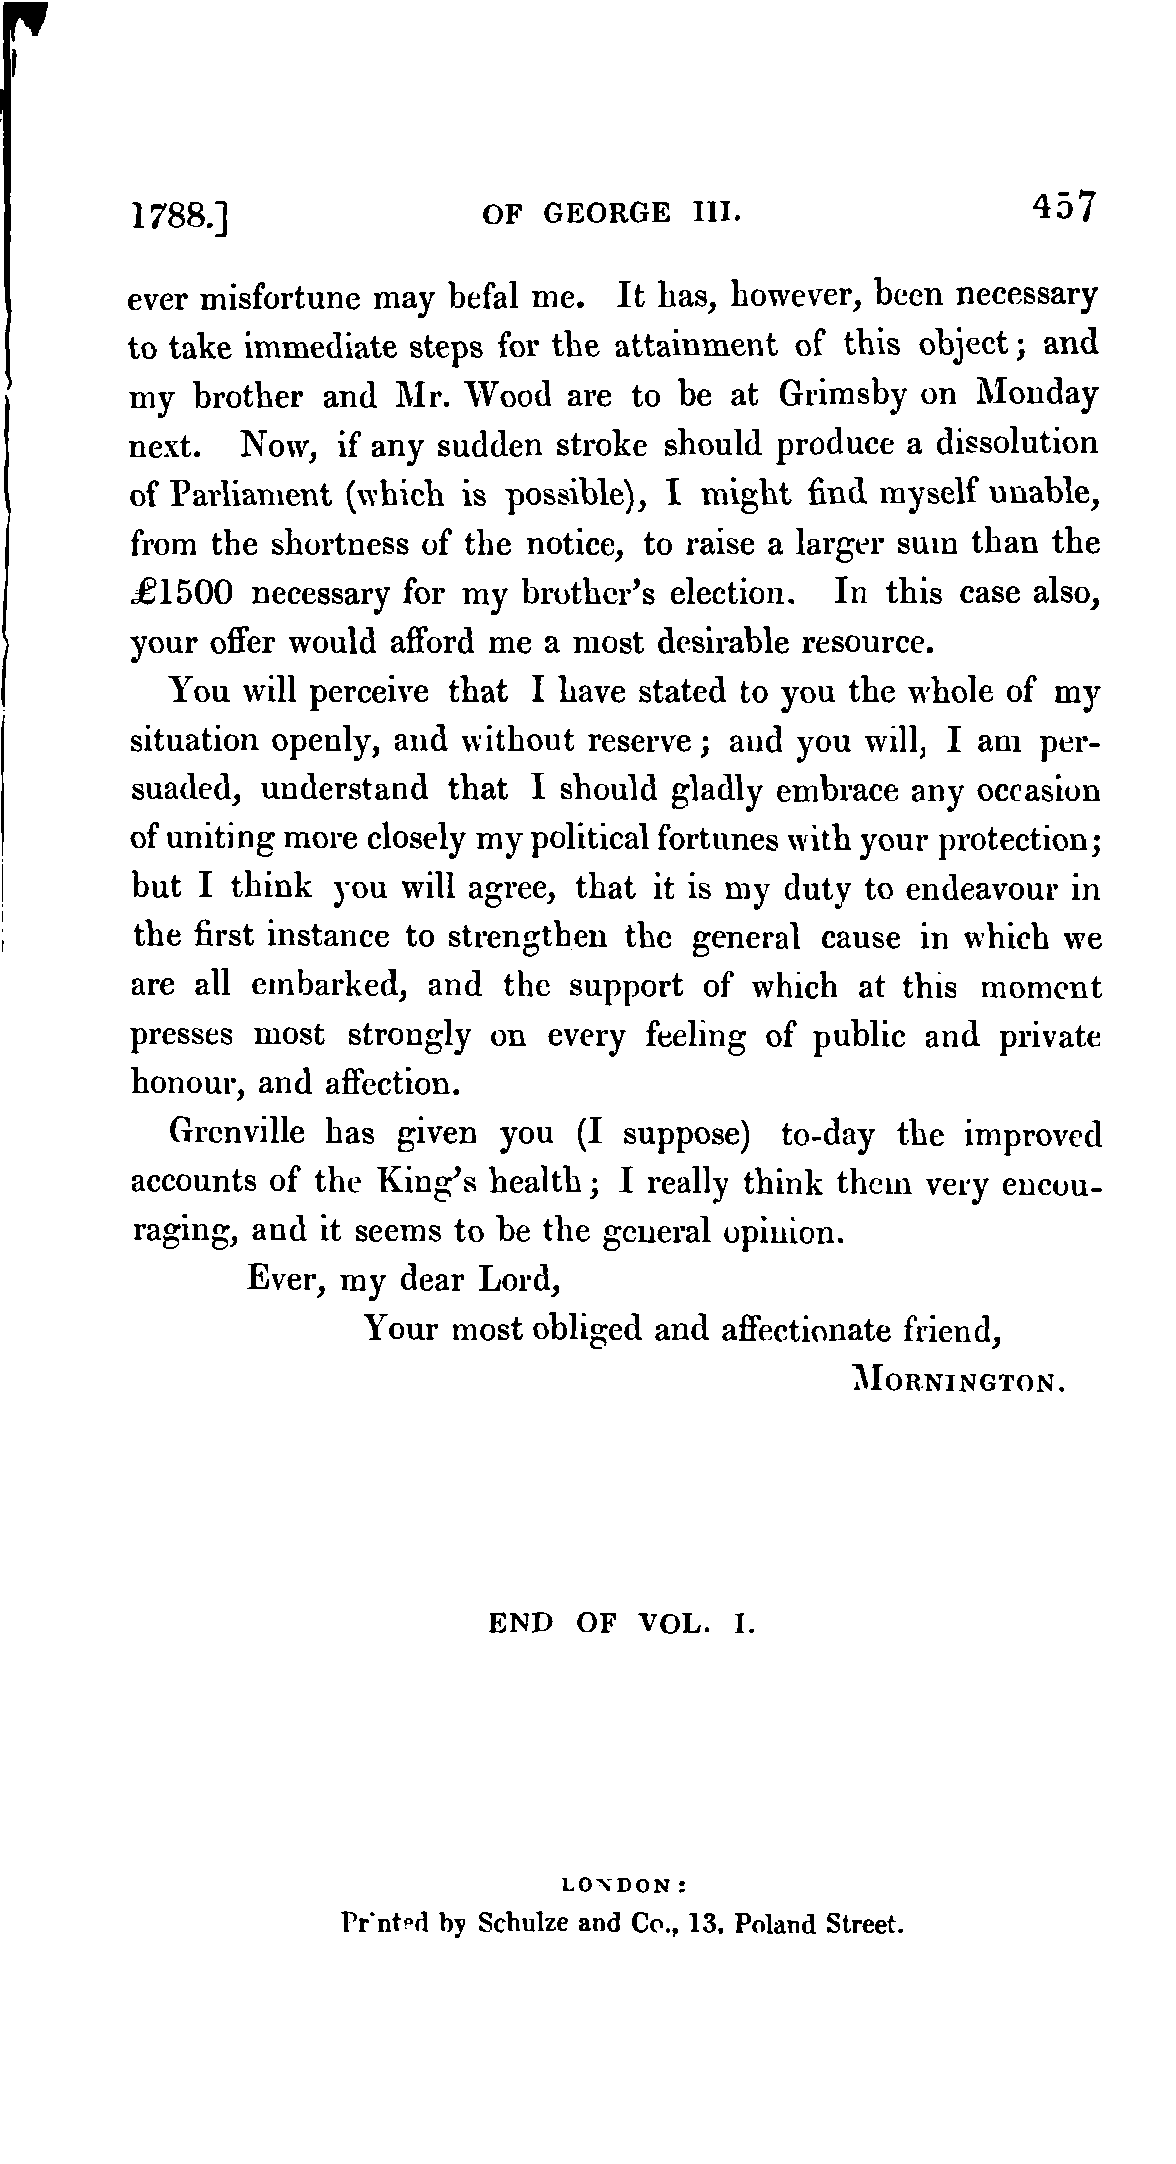 1788.] OF GEORGE III. 457
ever misfortune may befal me. It has, however, been necessary
to take immediate steps for the attainment of this object; and
my brother and Mr. Wood are to be at Grimsby on Monday
next. Now, if any sudden stroke should produce a dissolution
of Parliament (which is possible), I might find myself unable,
from the shortness of the notice, to raise a larger sum than the
£1500 necessary for my brother's election. In this case also,
your offer would afford me a most desirable resource.
You will perceive that I have stated to you the whole of my
situation openly, and without reserve; and you will, I am per-
suaded, understand that I should gladly embrace any occasion
of uniting more closely my political fortunes with your protection;
but I think you will agree, that it is my duty to endeavour in
the first instance to strengthen the general cause in which we
are all embarked, and the support of which at this moment
presses most strongly on every feeling of public and private
honour, and affection.
Grenville has given you (I suppose) to-day the improved
accounts of the King's health; I really think them very encou-
raging, and it seems to be the general opinion.
Ever, my dear Lord,
Your most obliged and affectionate friend,
MORNINGTON.
END OF VOL. I.
LONDON:
Printed by Schulze and Co., 13, Poland Street.